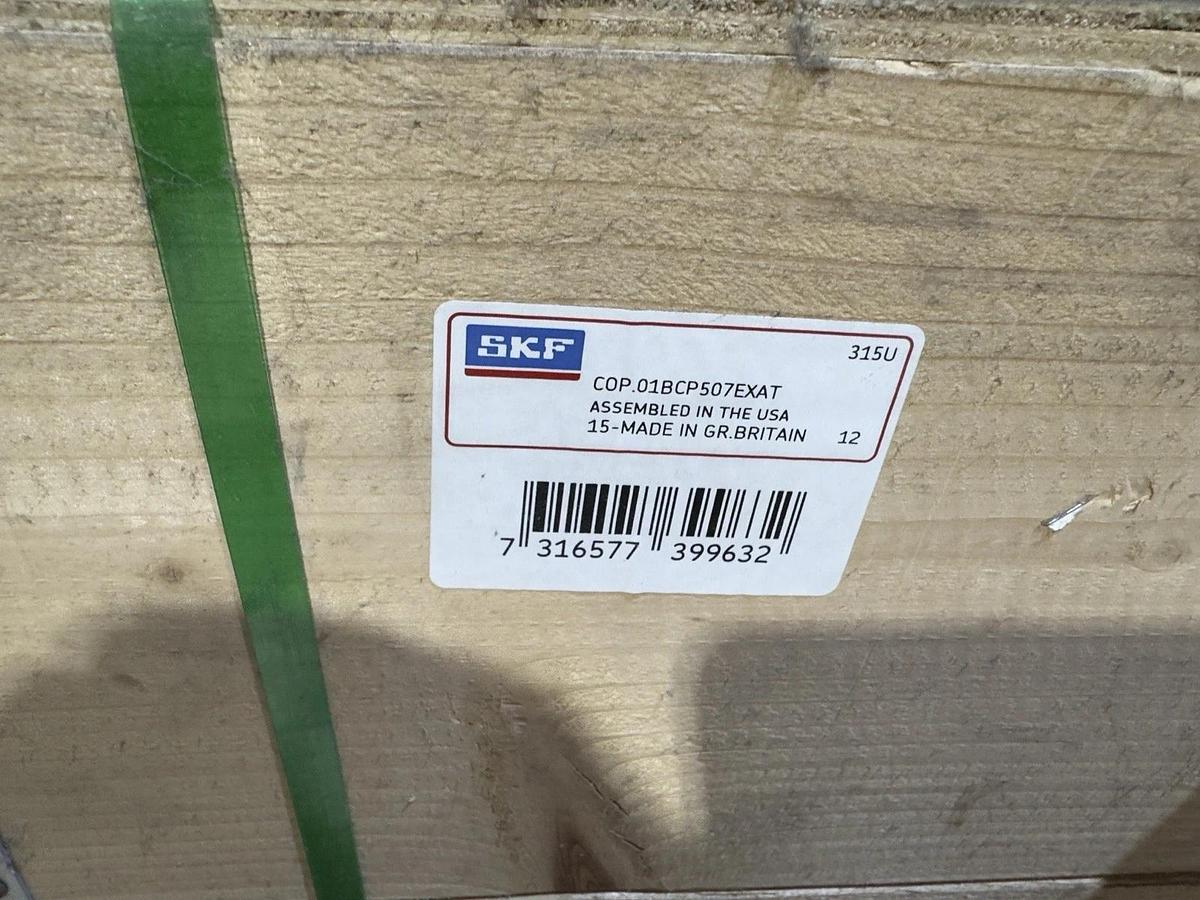 SKF
315U
COP.01BCP507EXAT
ASSEMBLED IN THE USA
15-MADE IN GR.BRITAIN 12
7 316577 399632